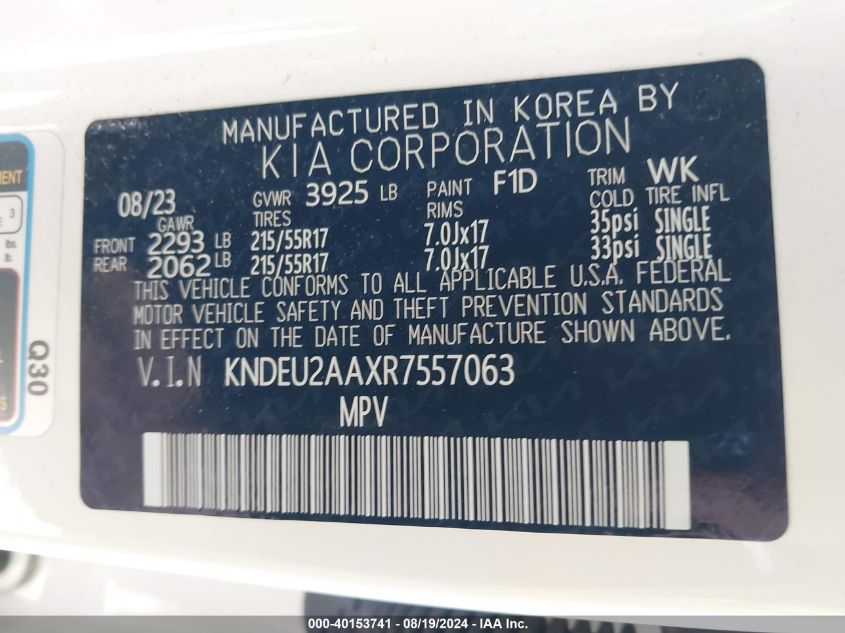 MANUFACTURED IN KOREA BY
KIA CORPORATION
08/23 GVWR 3925 LB PAINT F1D TRIM WK
GAWR TIRES RIMS COLD TIRE INFL
FRONT 2293 LB 215/55R17 7.0Jx17 35psi SINGLE
REAR 2062 LB 215/55R17 7.0Jx17 33psi SINGLE
THIS VEHICLE CONFORMS TO ALL APPLICABLE U.S.A. FEDERAL
MOTOR VEHICLE SAFETY AND THEFT PREVENTION STANDARDS
IN EFFECT ON THE DATE OF MANUFACTURE SHOWN ABOVE.
V.I.N KNDEU2AAXR7557063
MPV
3
lbs.
lb.
Q30
000-40153741 - 08/19/2024 - IAA Inc.